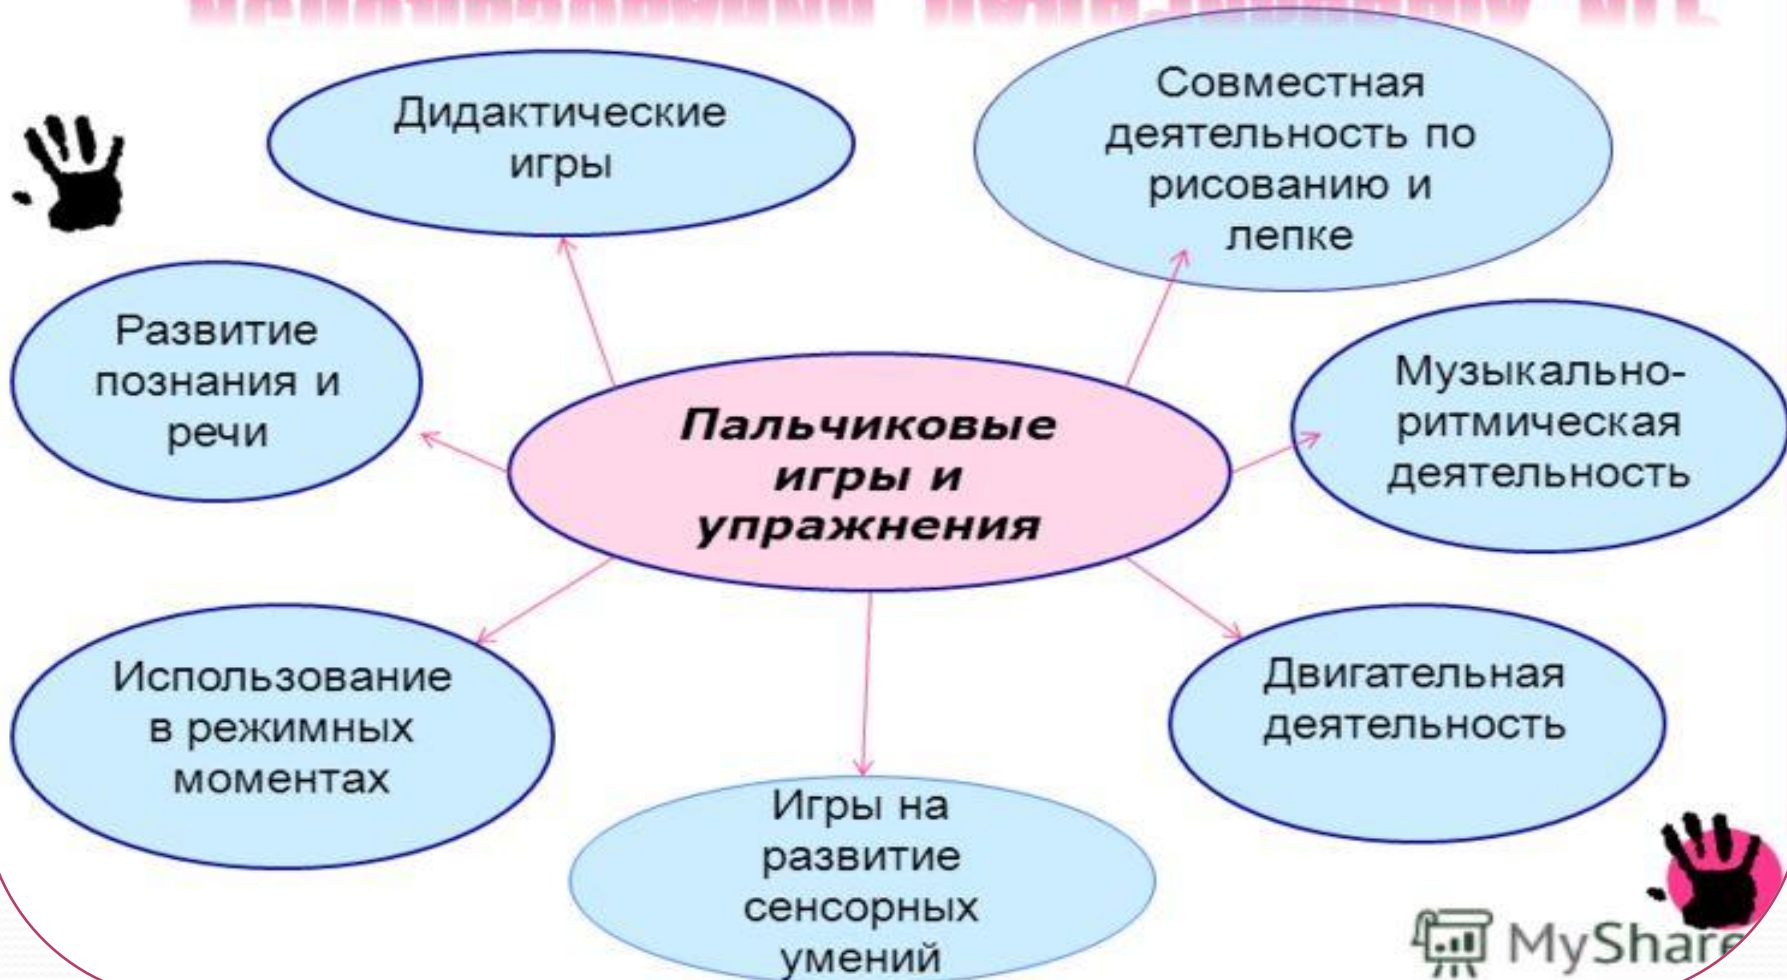 Дидактические
игры
Совместная
деятельность по
рисованию и
лепке
Развитие
познания и
речи
Пальчиковые
игры и
упражнения
Музыкально-
ритмическая
деятельность
Использование
в режимных
моментах
Двигательная
деятельность
Игры на
развитие
сенсорных
умений
MyShare